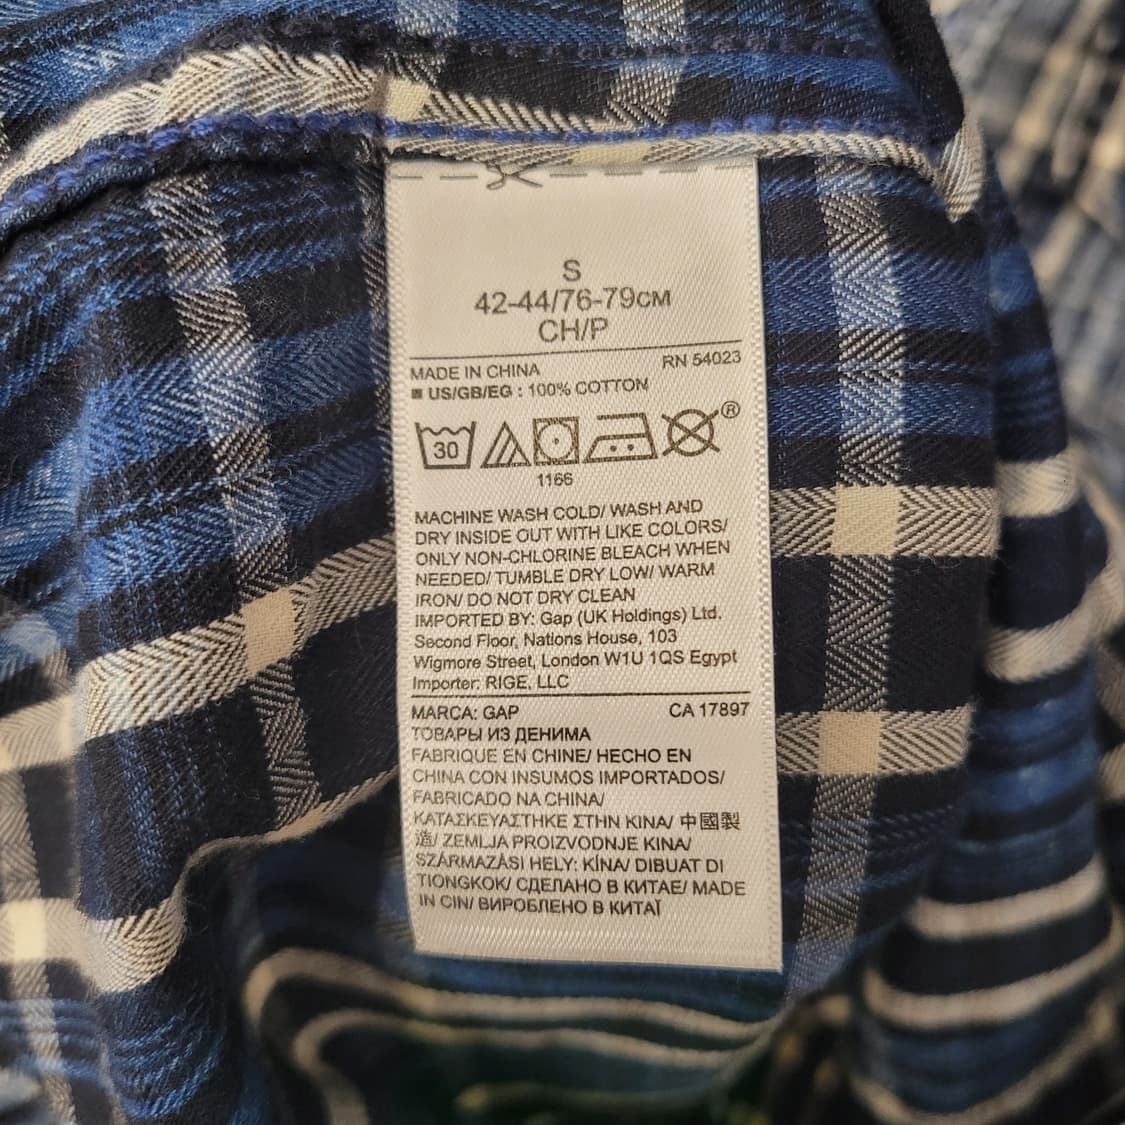 S
42-44/76-79CM
CH/P
MADE IN CHINA RN 54023
US/GB/EG : 100% COTTON
30 ®
1166
MACHINE WASH COLD/ WASH AND
DRY INSIDE OUT WITH LIKE COLORS/
ONLY NON-CHLORINE BLEACH WHEN
NEEDED/ TUMBLE DRY LOW/ WARM
IRON/ DO NOT DRY CLEAN
IMPORTED BY: Gap (UK Holdings) Ltd.
Second Floor, Nations House, 103
Wigmore Street, London W1U 1QS Egypt
Importer: RIGE, LLC
MARCA: GAP CA 17897
ТОВАРЫ ИЗ ДЕНИМА
FABRIQUE EN CHINE/ HECHO EN
CHINA CON INSUMOS IMPORTADOS/
FABRICADO NA CHINA/
ΚΑΤΑΣΚΕΥΑΣΤΗΚΕ ΣΤΗΝ ΚΙΝΑ/ 中國製
造/ ZEMLJA PROIZVODNJE KINA/
SZÁRMAZÁSI HELY: KÍNA/ DIBUAT DI
TIONGKOK/ СДЕЛАНО В КИТАЕ/ MADE
IN CIN/ ВИРОБЛЕНО В КИТАЇ